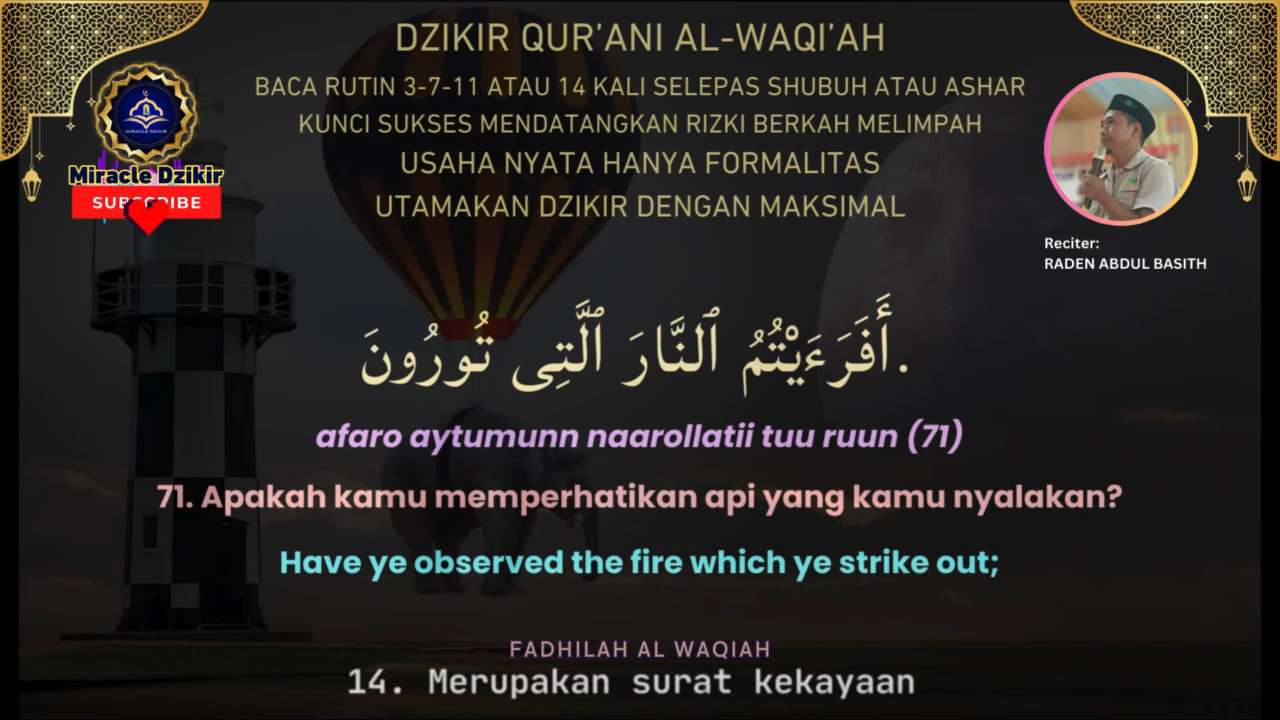 DZIKIR QUR'ANI AL-WAQI'AH
BACA RUTIN 3-7-11 ATAU 14 KALI SELEPAS SHUBUH ATAU ASHAR
KUNCI SUKSES MENDATANGKAN RIZKI BERKAH MELIMPAH
USAHA NYATA HANYA FORMALITAS
UTAMAKAN DZIKIR DENGAN MAKSIMAL
MIRACLE DZIKIR
Miracle Dzikir
SUBSCRIBE
Reciter:
RADEN ABDUL BASITH
أَفَرَءَيْتُمُ ٱلنَّارَ ٱلَّتِى تُورُونَ.
afaro aytumunn naarollatii tuu ruun (71)
71. Apakah kamu memperhatikan api yang kamu nyalakan?
Have ye observed the fire which ye strike out;
FADHILAH AL WAQIAH
14. Merupakan surat kekayaan